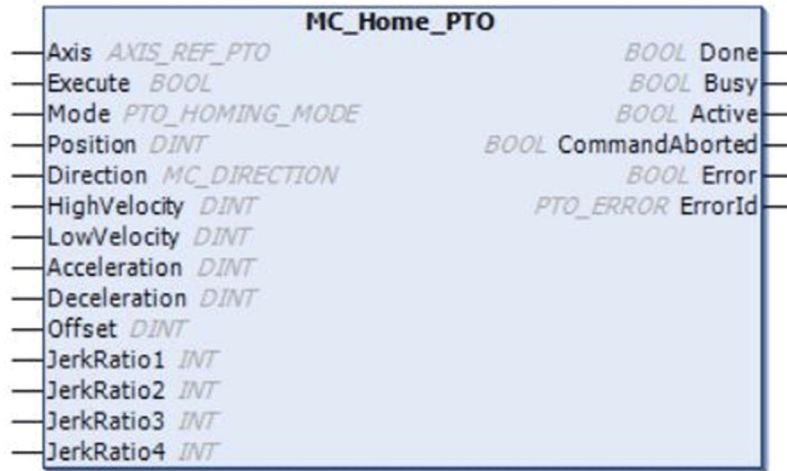 MC_Home_PTO
Axis AXIS_REF_PTO BOOL Done
Execute BOOL BOOL Busy
Mode PTO_HOMING_MODE BOOL Active
Position DINT BOOL CommandAborted
Direction MC_DIRECTION BOOL Error
HighVelocity DINT PTO_ERROR ErrorId
LowVelocity DINT
Acceleration DINT
Deceleration DINT
Offset DINT
JerkRatio1 INT
JerkRatio2 INT
JerkRatio3 INT
JerkRatio4 INT